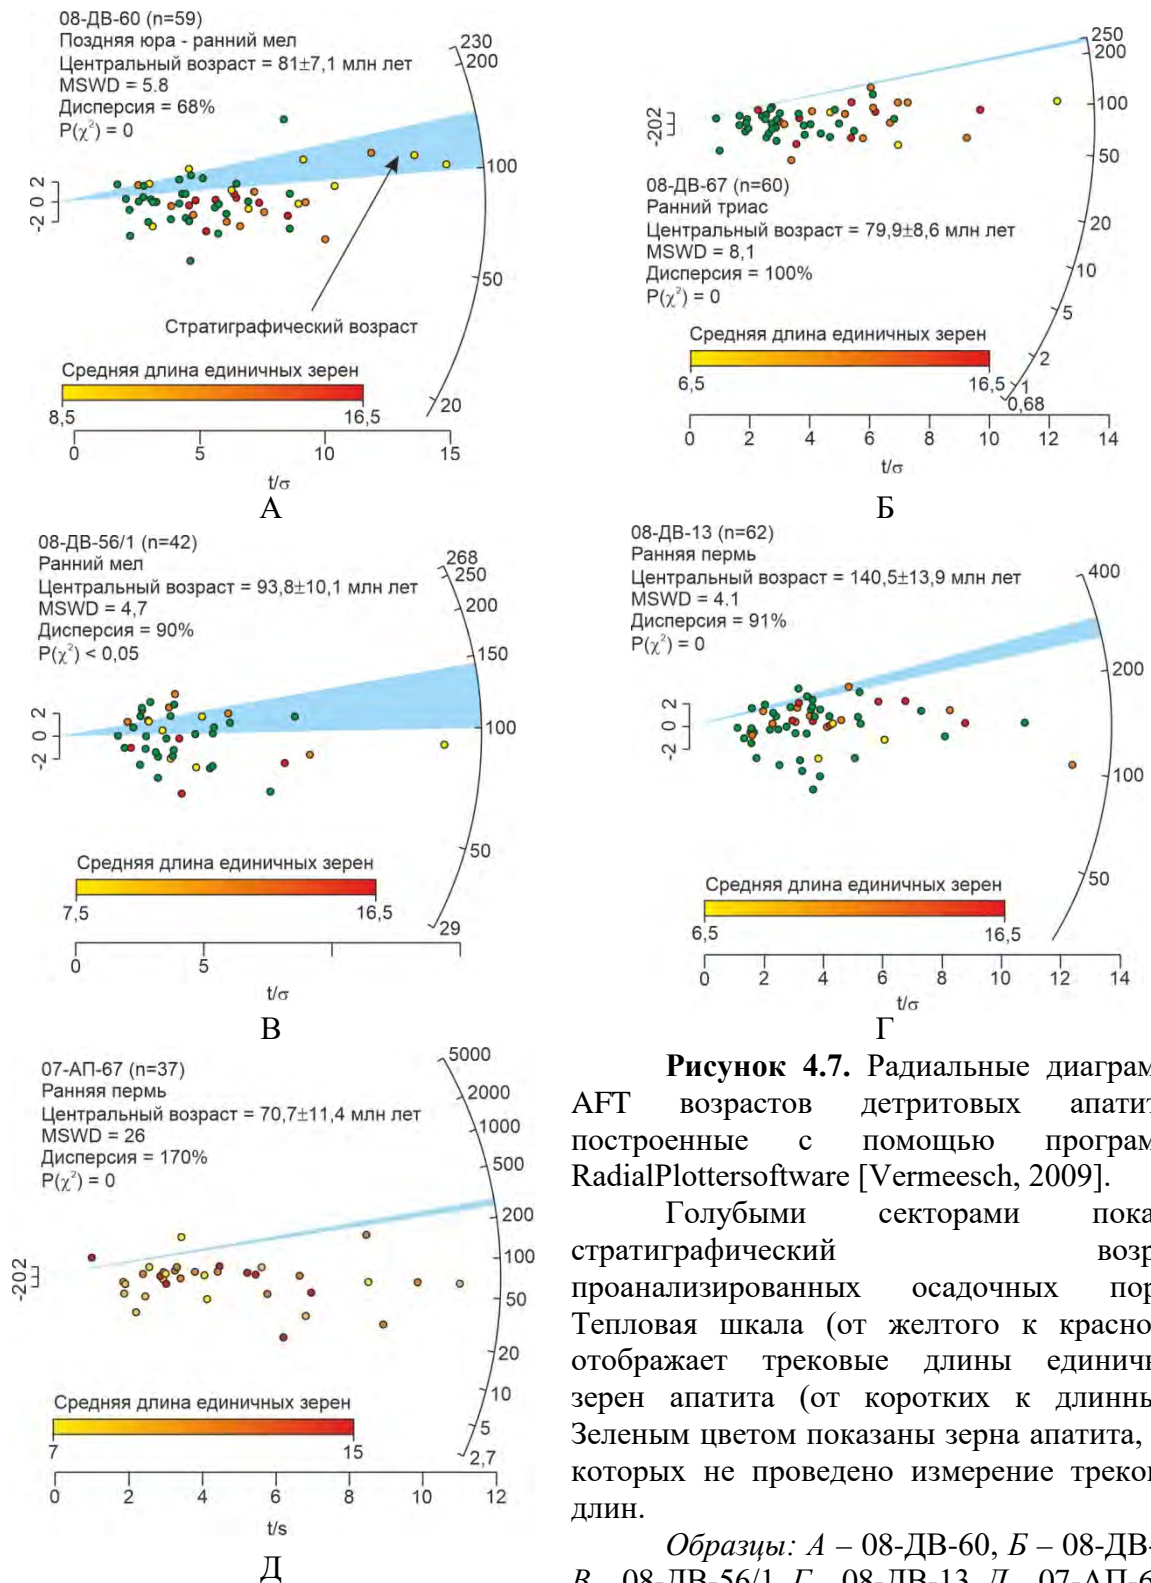 08-ДВ-60 (n=59)
Поздняя юра - ранний мел
Центральный возраст = 81±7,1 млн лет
MSWD = 5.8
Дисперсия = 68%
P(χ²) = 0
230
200
100
50
20
2
0
-2
Стратиграфический возраст
Средняя длина единичных зерен
8,5 16,5
0 5 10 15
t/σ
А
250
200
100
50
20
10
5
2
1
0,68
-202
08-ДВ-67 (n=60)
Ранний триас
Центральный возраст = 79,9±8,6 млн лет
MSWD = 8,1
Дисперсия = 100%
P(χ²) = 0
Средняя длина единичных зерен
6,5 16,5
0 2 4 6 8 10 12 14
t/σ
Б
08-ДВ-56/1 (n=42)
Ранний мел
Центральный возраст = 93,8±10,1 млн лет
MSWD = 4,7
Дисперсия = 90%
P(χ²) < 0,05
268
250
200
150
100
50
29
-2 0 2
Средняя длина единичных зерен
7,5 16,5
0 5
t/σ
В
08-ДВ-13 (n=62)
Ранняя пермь
Центральный возраст = 140,5±13,9 млн лет
MSWD = 4.1
Дисперсия = 91%
P(χ²) = 0
400
200
100
50
-2 0 2
Средняя длина единичных зерен
6,5 16,5
0 2 4 6 8 10 12 14
t/σ
Г
07-АП-67 (n=37)
Ранняя пермь
Центральный возраст = 70,7±11,4 млн лет
MSWD = 26
Дисперсия = 170%
P(χ²) = 0
5000
2000
1000
500
200
100
50
20
10
5
2,7
-202
Средняя длина единичных зерен
7 15
0 2 4 6 8 10 12
t/s
Д
Рисунок 4.7. Радиальные диаграм
AFT возрастов детритовых апатит
построенные с помощью програм
RadialPlottersoftware [Vermeesch, 2009].
Голубыми секторами пока
стратиграфический возр
проанализированных осадочных пор
Тепловая шкала (от желтого к красно
отображает трековые длины единичн
зерен апатита (от коротких к длинны
Зеленым цветом показаны зерна апатита,
которых не проведено измерение треко
длин.
Образцы: А – 08-ДВ-60, Б – 08-ДВ-
В – 08-ДВ-56/1, Г – 08-ДВ-13, Д – 07-АП-6